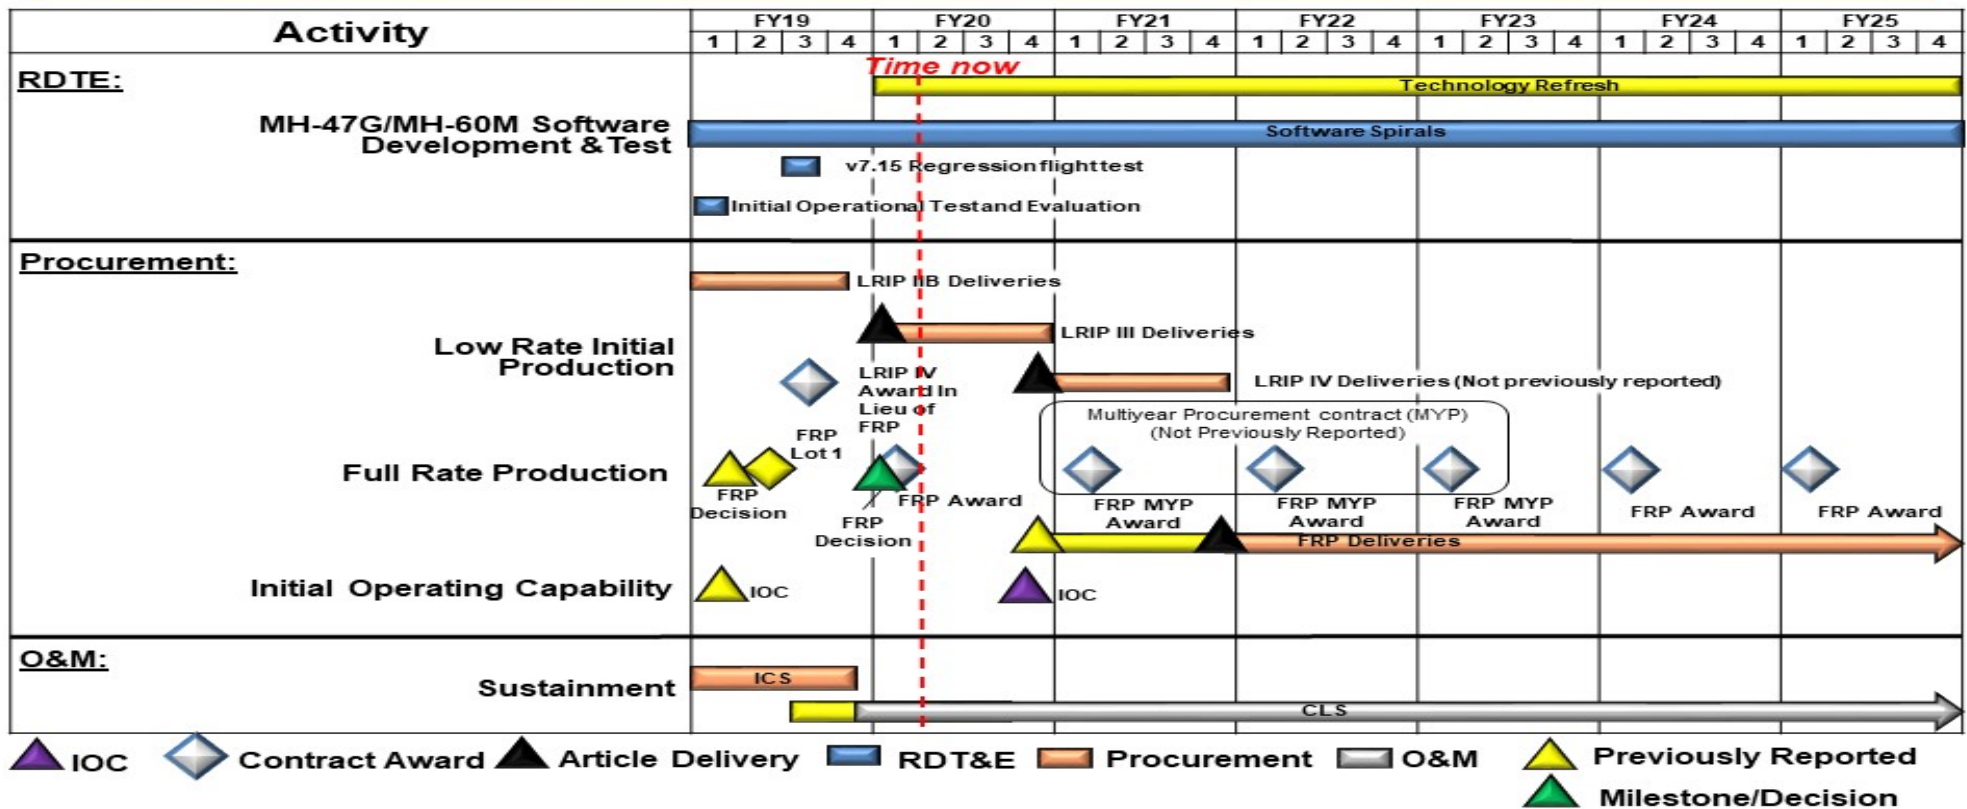 Activity
FY19 FY20 FY21 FY22 FY23 FY24 FY25
1 2 3 4 1 2 3 4 1 2 3 4 1 2 3 4 1 2 3 4 1 2 3 4 1 2 3 4
Time now
RDTE:
Technology Refresh
MH-47G/MH-60M Software
Development & Test
Software Spirals
v7.15 Regression flight test
Initial Operational Test and Evaluation
Procurement:
LRIP IIB Deliveries
Low Rate Initial
Production
LRIP III Deliveries
LRIP IV
Award In
Lieu of
FRP
LRIP IV Deliveries (Not previously reported)
Multiyear Procurement contract (MYP)
(Not Previously Reported)
Full Rate Production
FRP
Lot 1
FRP
Decision
FRP Award
FRP
Decision
FRP MYP
Award
FRP MYP
Award
FRP MYP
Award
FRP Award
FRP Award
FRP Deliveries
Initial Operating Capability
IOC
IOC
O&M:
Sustainment
ICS
CLS
IOC
Contract Award
Article Delivery
RDT&E
Procurement
O&M
Previously Reported
Milestone/Decision